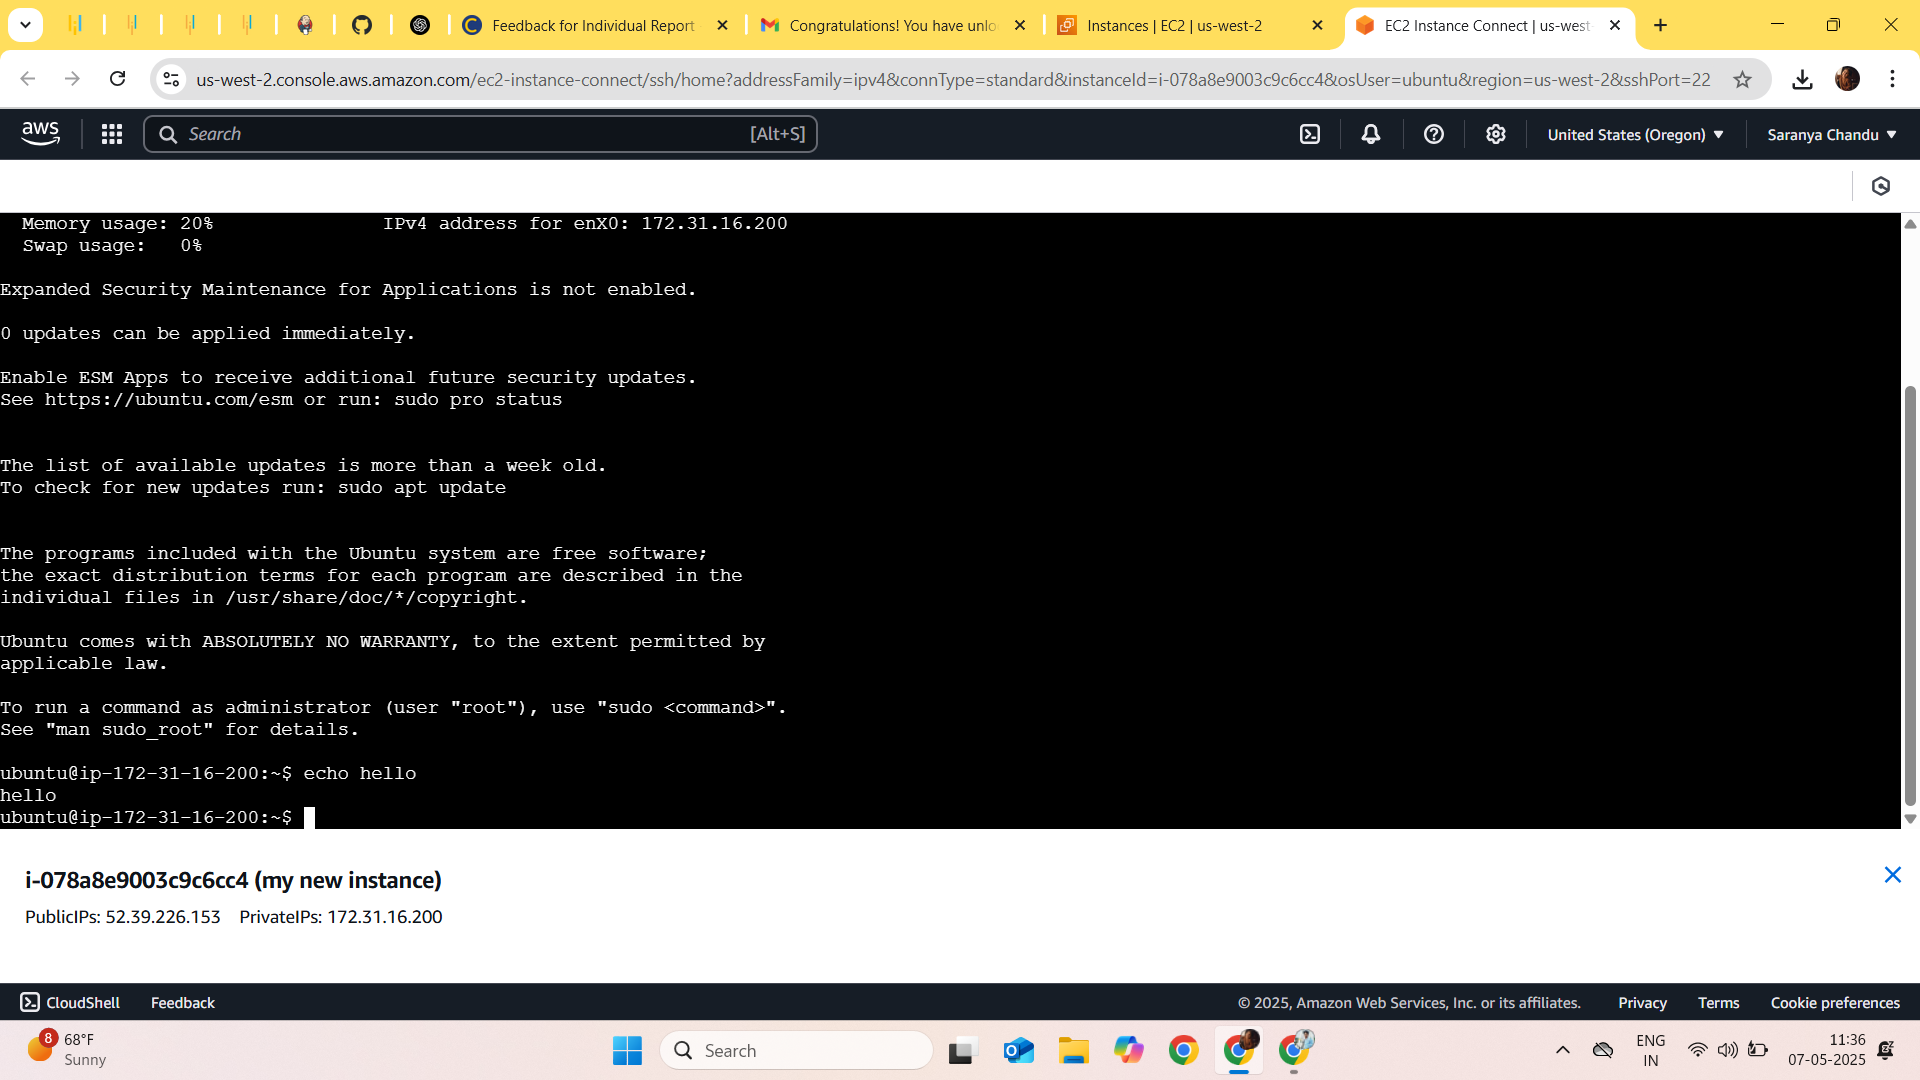 Feedback for Individual Report
Congratulations! You have unlo
Instances | EC2 | us-west-2
EC2 Instance Connect | us-west-
us-west-2.console.aws.amazon.com/ec2-instance-connect/ssh/home?addressFamily=ipv4&connType=standard&instanceId=i-078a8e9003c9c6cc4&osUser=ubuntu&region=us-west-2&sshPort=22
aws
Search
[Alt+S]
United States (Oregon)
Saranya Chandu
Memory usage: 20% IPv4 address for enX0: 172.31.16.200
Swap usage: 0%
Expanded Security Maintenance for Applications is not enabled.
0 updates can be applied immediately.
Enable ESM Apps to receive additional future security updates.
See https://ubuntu.com/esm or run: sudo pro status
The list of available updates is more than a week old.
To check for new updates run: sudo apt update
The programs included with the Ubuntu system are free software;
the exact distribution terms for each program are described in the
individual files in /usr/share/doc/*/copyright.
Ubuntu comes with ABSOLUTELY NO WARRANTY, to the extent permitted by
applicable law.
To run a command as administrator (user "root"), use "sudo <command>".
See "man sudo_root" for details.
ubuntu@ip-172-31-16-200:~$ echo hello
hello
ubuntu@ip-172-31-16-200:~$
i-078a8e9003c9c6cc4 (my new instance)
PublicIPs: 52.39.226.153 PrivateIPs: 172.31.16.200
CloudShell
Feedback
© 2025, Amazon Web Services, Inc. or its affiliates.
Privacy
Terms
Cookie preferences
8
68°F
Sunny
Search
ENG
IN
11:36
07-05-2025